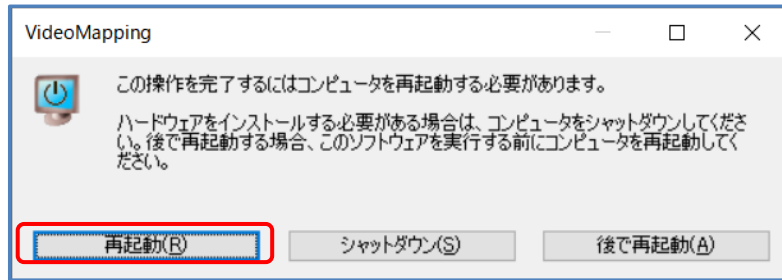 VideoMapping
この操作を完了するにはコンピュータを再起動する必要があります。
ハードウェアをインストールする必要がある場合は、コンピュータをシャットダウンしてくださ
い。後で再起動する場合、このソフトウェアを実行する前にコンピュータを再起動してく
ださい。
再起動(R)
シャットダウン(S)
後で再起動(A)